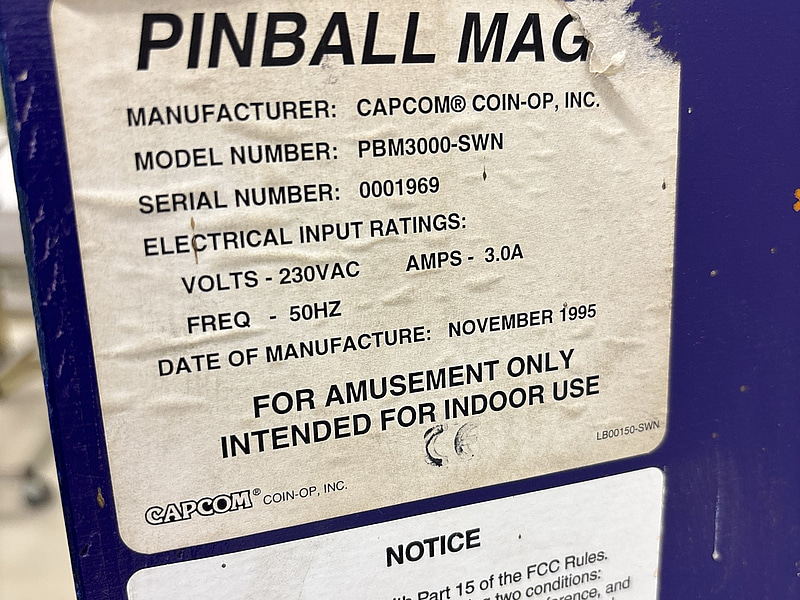 PINBALL MAG
MANUFACTURER: CAPCOM® COIN-OP, INC.
MODEL NUMBER: PBM3000-SWN
SERIAL NUMBER: 0001969
ELECTRICAL INPUT RATINGS:
VOLTS - 230VAC AMPS - 3.0A
FREQ - 50HZ
DATE OF MANUFACTURE: NOVEMBER 1995
FOR AMUSEMENT ONLY
INTENDED FOR INDOOR USE
CE
LB00150-SWN
CAPCOM® COIN-OP, INC.
NOTICE
Part 15 of the FCC Rules.
two conditions:
and